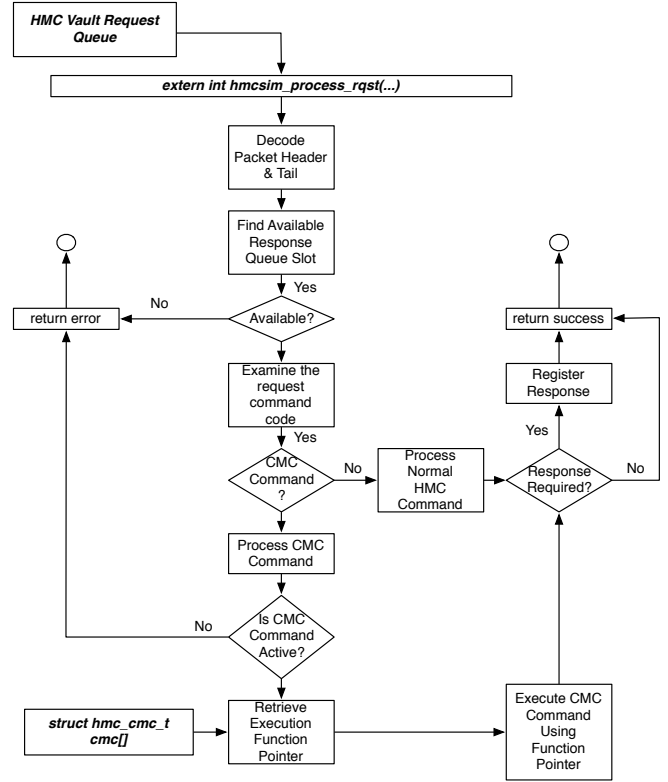 HMC Vault Request
Queue
extern int hmcsim_process_rqst(...)
Decode
Packet Header
& Tail
Find Available
Response
Queue Slot
Yes
No
Available?
return error
return success
Examine the
request
command
code
Register
Response
Yes
Yes
CMC
Command
?
No
Process
Normal
HMC
Command
Response
Required?
No
Process CMC
Command
Is CMC
Command
Active?
No
struct hmc_cmc_t
cmc[]
Retrieve
Execution
Function
Pointer
Execute CMC
Command
Using
Function
Pointer